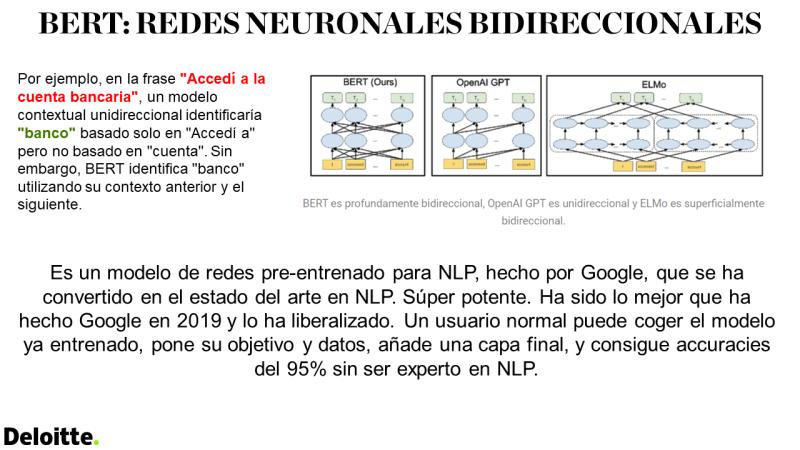 BERT: REDES NEURONALES BIDIRECCIONALES
Por ejemplo, en la frase "Accedí a la
cuenta bancaria", un modelo
contextual unidireccional identificaría
"banco" basado solo en "Accedí a"
pero no basado en "cuenta". Sin
embargo, BERT identifica "banco"
utilizando su contexto anterior y el
siguiente.
BERT (Ours)
OpenAI GPT
ELMo
BERT es profundamente bidireccional, OpenAI GPT es unidireccional y ELMo es superficialmente
bidireccional.
Es un modelo de redes pre-entrenado para NLP, hecho por Google, que se ha
convertido en el estado del arte en NLP. Súper potente. Ha sido lo mejor que ha
hecho Google en 2019 y lo ha liberalizado. Un usuario normal puede coger el modelo
ya entrenado, pone su objetivo y datos, añade una capa final, y consigue accuracies
del 95% sin ser experto en NLP.
Deloitte.